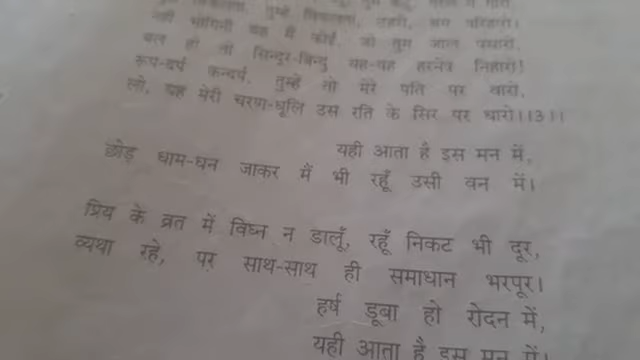 नहीं भोगिनी यह मैं कोई, जो तुम जाल पसारो,
बल हो तो सिन्दूर-बिन्दु यह-यह हरनेत्र निहारो!
रूप-दर्प कन्दर्प, तुम्हें तो मेरे पति पर वारो,
लो, यह मेरी चरण-धूलि उस रति के सिर पर धारो।।3।।
यही आता है इस मन में,
छोड़ धाम-धन जाकर मैं भी रहूँ उसी वन में।
प्रिय के व्रत में विघ्न न डालूँ, रहूँ निकट भी दूर,
व्यथा रहे, पर साथ-साथ ही समाधान भरपूर।
हर्ष डूबा हो रोदन में,
यही आता है इस मन में।